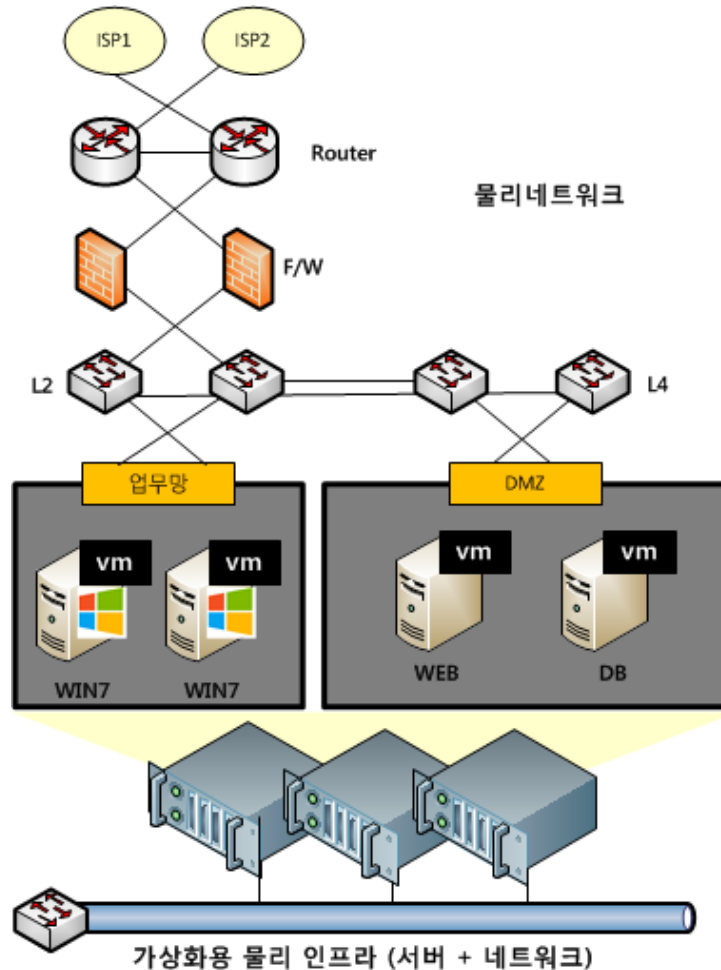 ISP1
ISP2
Router
물리네트워크
F/W
L2
L4
업무망
DMZ
vm
vm
vm
vm
WIN7
WIN7
WEB
DB
가상화용 물리 인프라 (서버 + 네트워크)